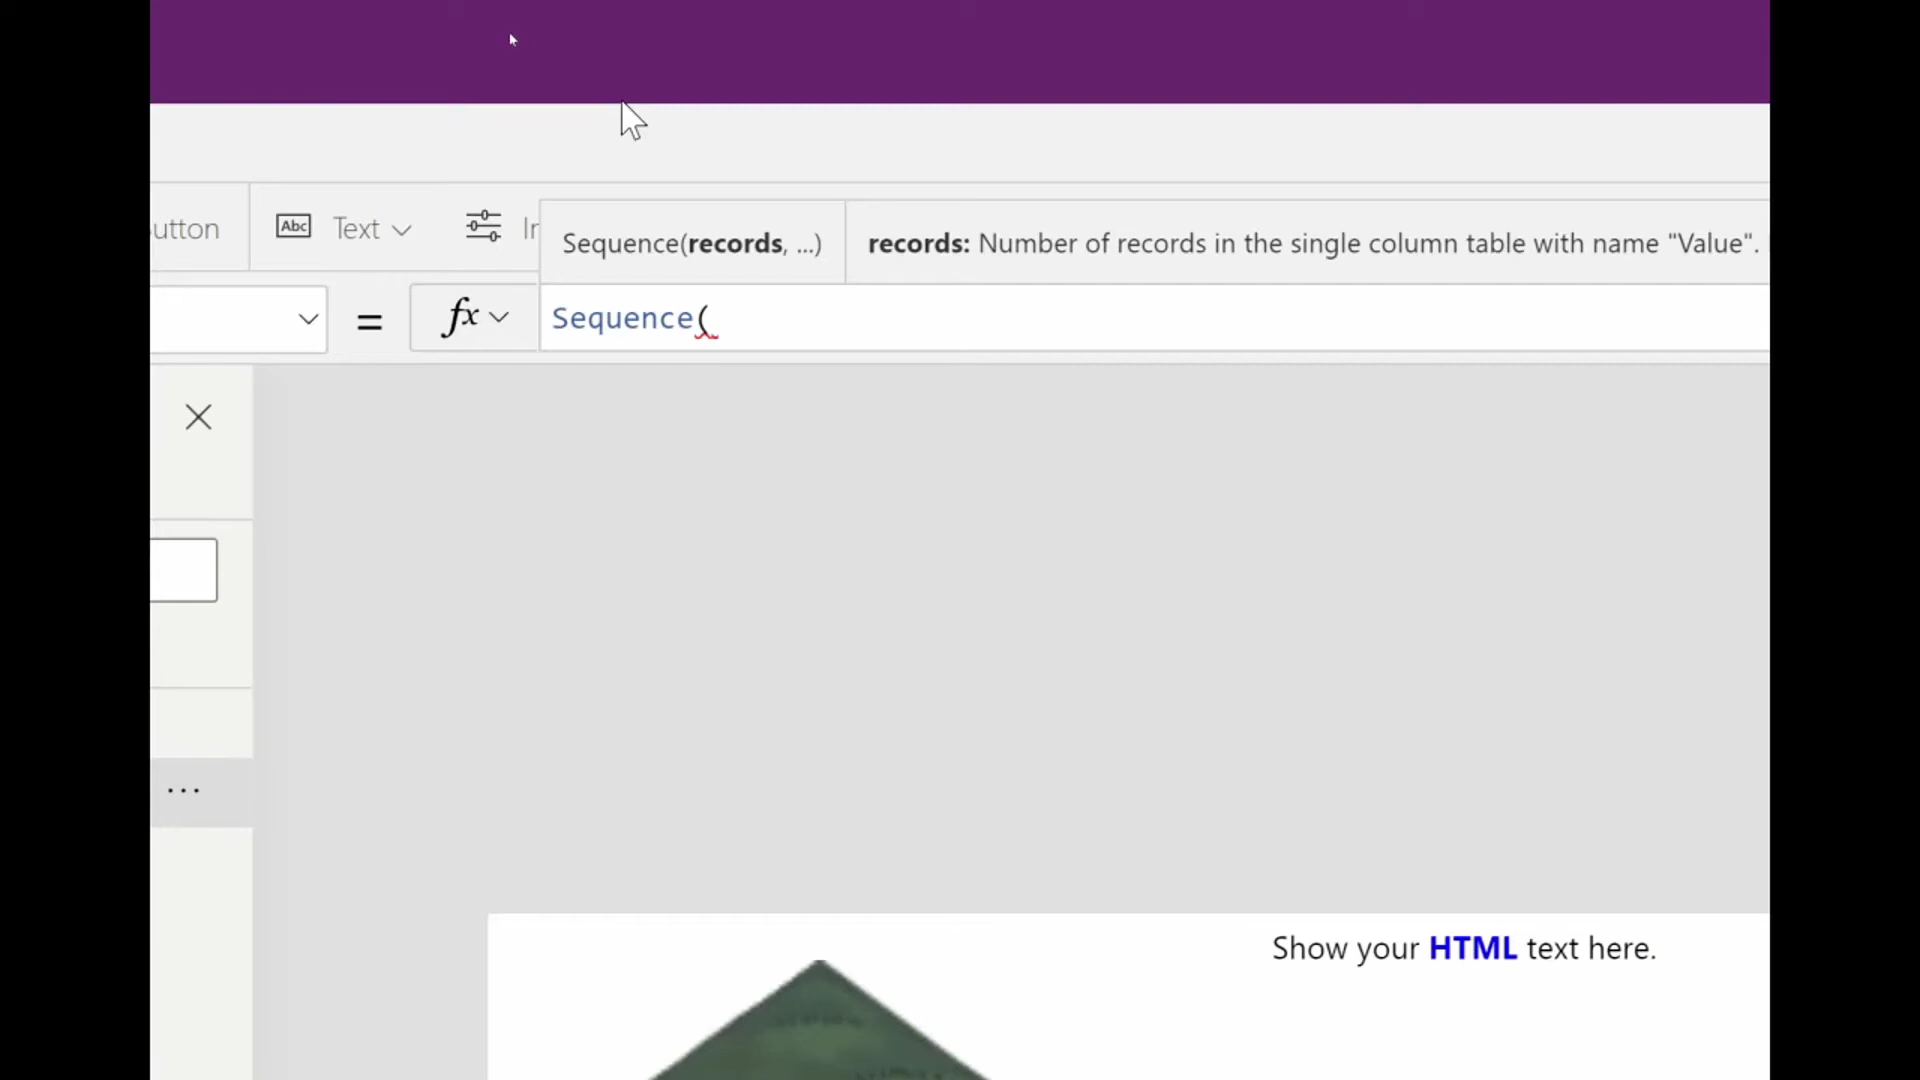 utton
Abc Text
Sequence(records, ...)
records: Number of records in the single column table with name "Value".
= fx
Sequence(
...
Show your HTML text here.